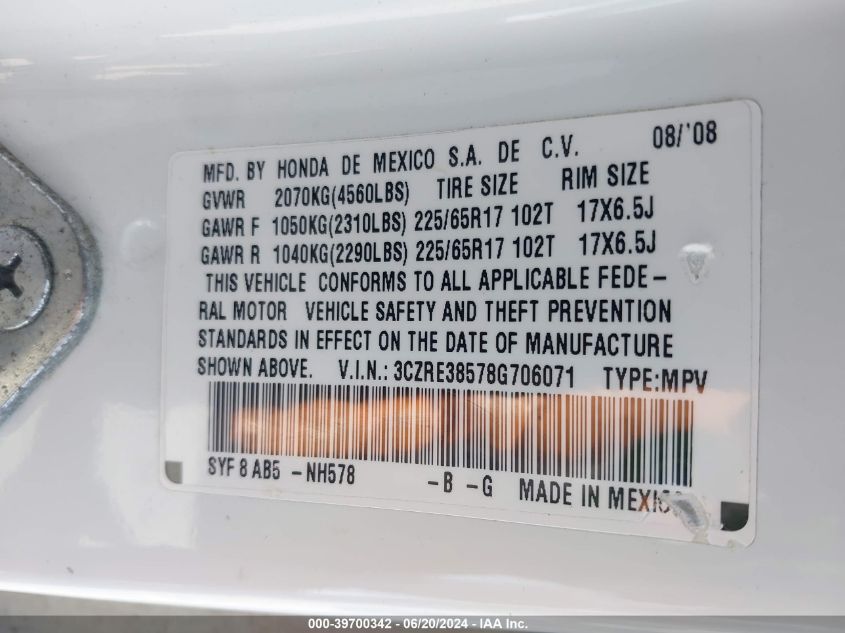 08/'08
MFD. BY HONDA DE MEXICO S.A. DE C.V.
GVWR 2070KG(4560LBS) TIRE SIZE RIM SIZE
GAWR F 1050KG(2310LBS) 225/65R17 102T 17X6.5J
GAWR R 1040KG(2290LBS) 225/65R17 102T 17X6.5J
THIS VEHICLE CONFORMS TO ALL APPLICABLE FEDE-
RAL MOTOR VEHICLE SAFETY AND THEFT PREVENTION
STANDARDS IN EFFECT ON THE DATE OF MANUFACTURE
SHOWN ABOVE. V.I.N.: 3CZRE38578G706071 TYPE:MPV
SYF 8 AB5 -NH578 -B -G MADE IN MEXICO
000-39700342 - 06/20/2024 - IAA Inc.